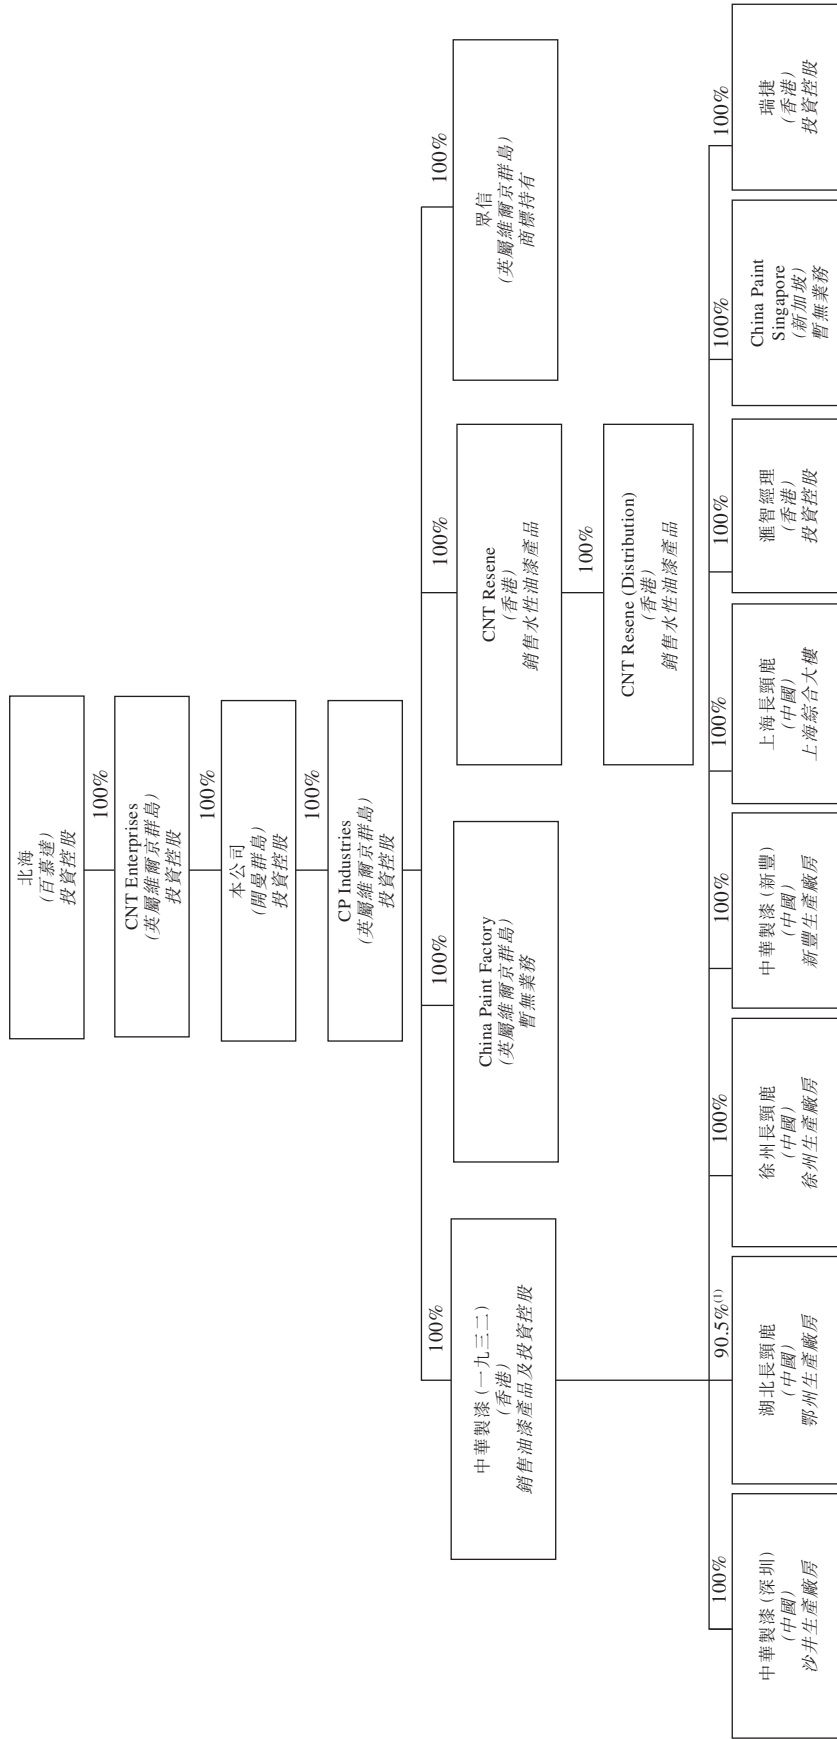 北海
(百慕達)
投資控股
100%
CNT Enterprises
(英屬維爾京群島)
投資控股
100%
本公司
(開曼群島)
投資控股
100%
CP Industries
(英屬維爾京群島)
投資控股
100%
中華製漆 (一九三二)
(香港)
銷售油漆產品及投資控股
100%
China Paint Factory
(英屬維爾京群島)
暫無業務
100%
CNT Resene
(香港)
銷售水性油漆產品
100%
眾信
(英屬維爾京群島)
商標持有
100%
CNT Resene (Distribution)
(香港)
銷售水性油漆產品
100%
中華製漆 (深圳)
(中國)
沙井生產廠房
90.5%(1)
湖北長頸鹿
(中國)
鄂州生產廠房
100%
徐州長頸鹿
(中國)
徐州生產廠房
100%
中華製漆 (新豐)
(中國)
新豐生產廠房
100%
上海長頸鹿
(中國)
上海綜合大樓
100%
滙智經理
(香港)
投資控股
100%
China Paint
Singapore
(新加坡)
暫無業務
100%
瑞捷
(香港)
投資控股